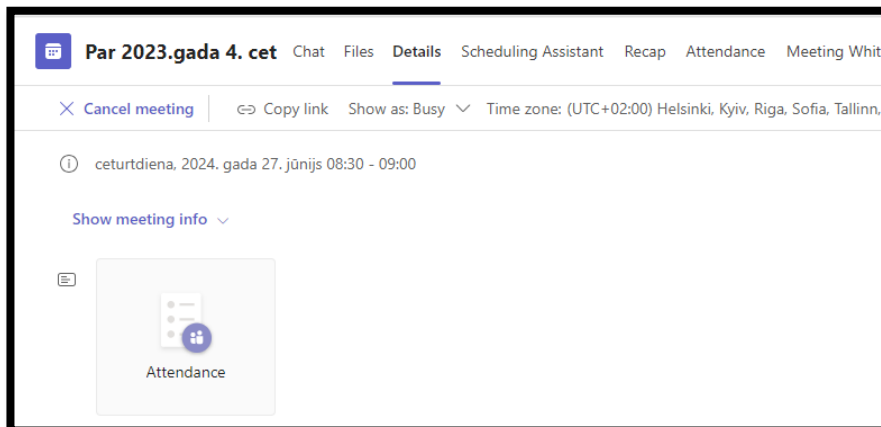 Par 2023.gada 4. cet Chat Files Details Scheduling Assistant Recap Attendance Meeting Whit
Cancel meeting Copy link Show as: Busy Time zone: (UTC+02:00) Helsinki, Kyiv, Riga, Sofia, Tallinn,
ceturtdiena, 2024. gada 27. jūnijs 08:30 - 09:00
Show meeting info
Attendance